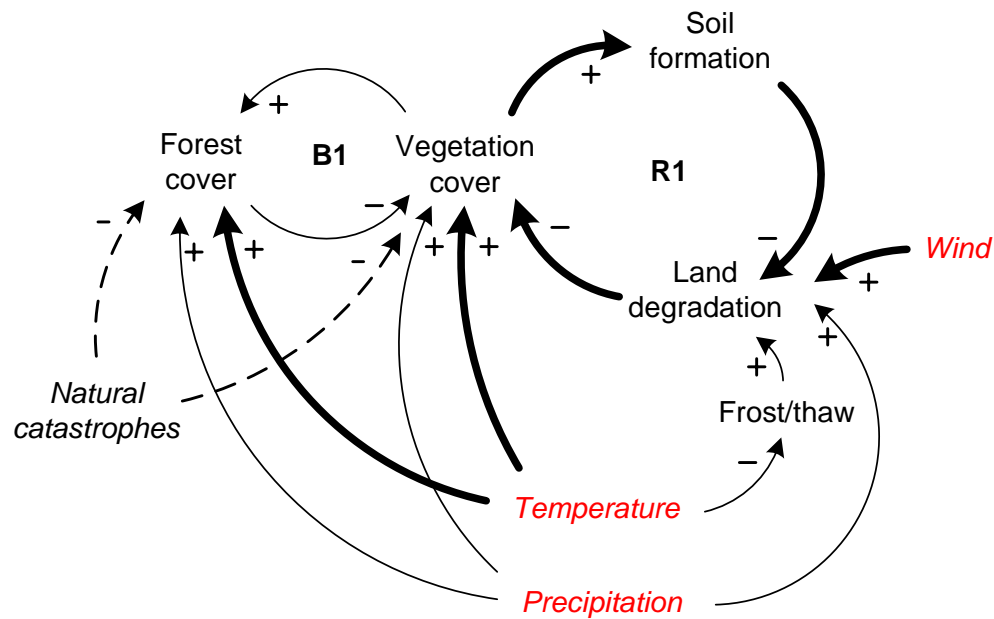 Soil
formation
+
+
Forest
cover
B1
Vegetation
cover
R1
–
–
+
+
+
+
–
–
–
Land
degradation
Wind
+
+
+
Natural
catastrophes
Frost/thaw
–
Temperature
Precipitation